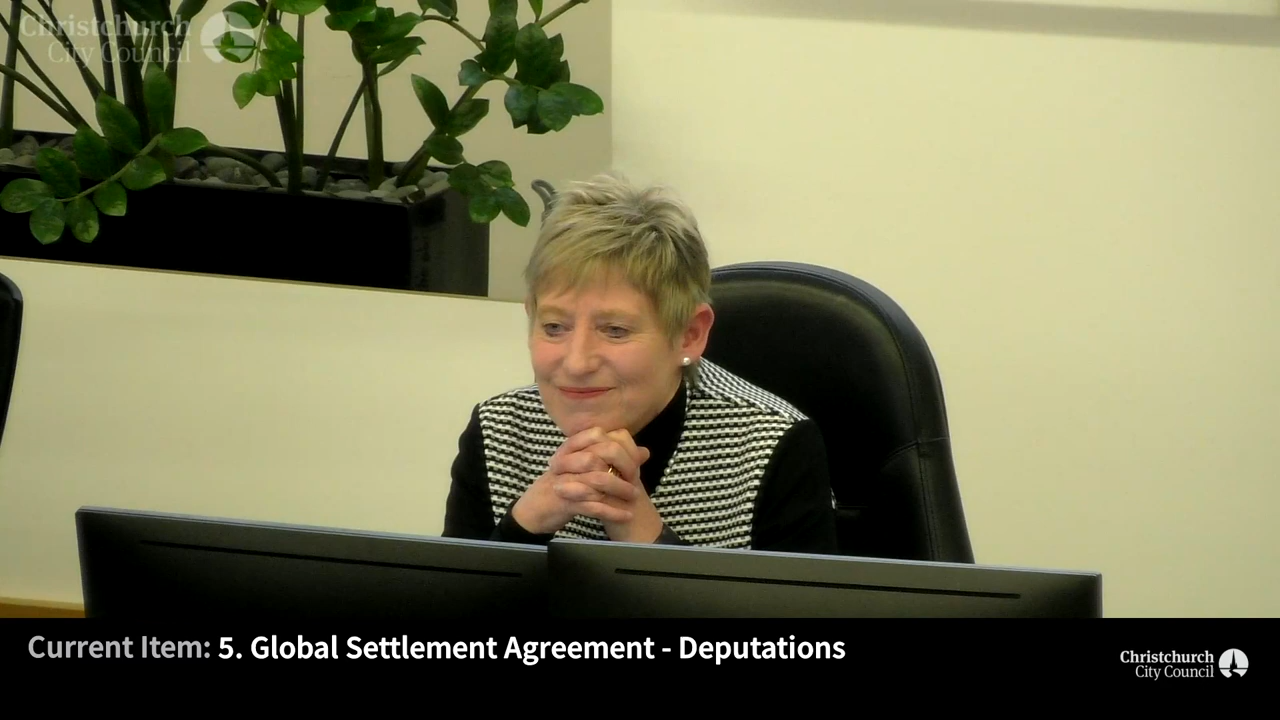 Christchurch
City Council
Current Item: 5. Global Settlement Agreement - Deputations
Christchurch
City Council